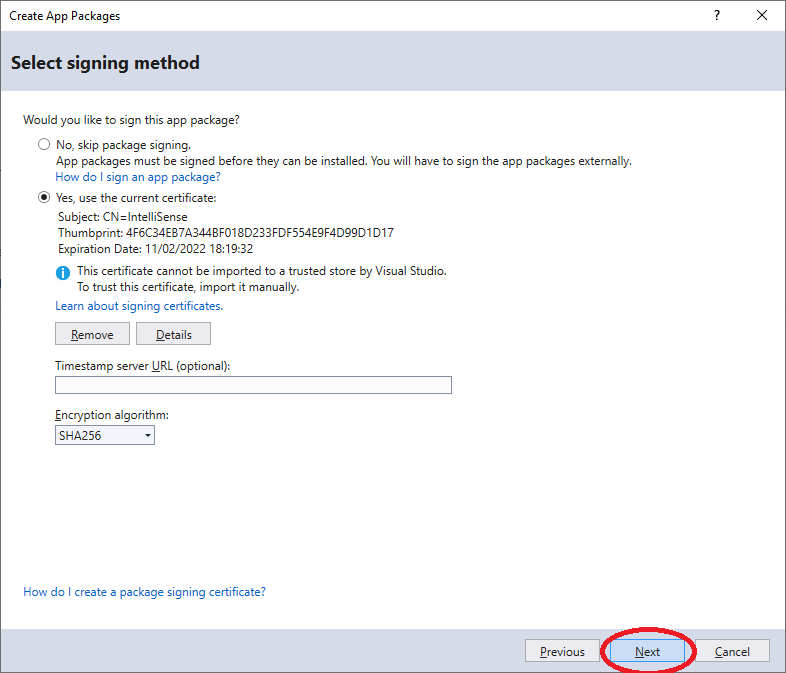 Create App Packages
?
Select signing method
Would you like to sign this app package?
No, skip package signing.
App packages must be signed before they can be installed. You will have to sign the app packages externally.
How do I sign an app package?
Yes, use the current certificate:
Subject: CN=IntelliSense
Thumbprint: 4F6C34EB7A344BF018D233FDF554E9F4D99D1D17
Expiration Date: 11/02/2022 18:19:32
This certificate cannot be imported to a trusted store by Visual Studio.
To trust this certificate, import it manually.
Learn about signing certificates.
Remove Details
Timestamp server URL (optional):
Encryption algorithm:
SHA256
How do I create a package signing certificate?
Previous Next Cancel